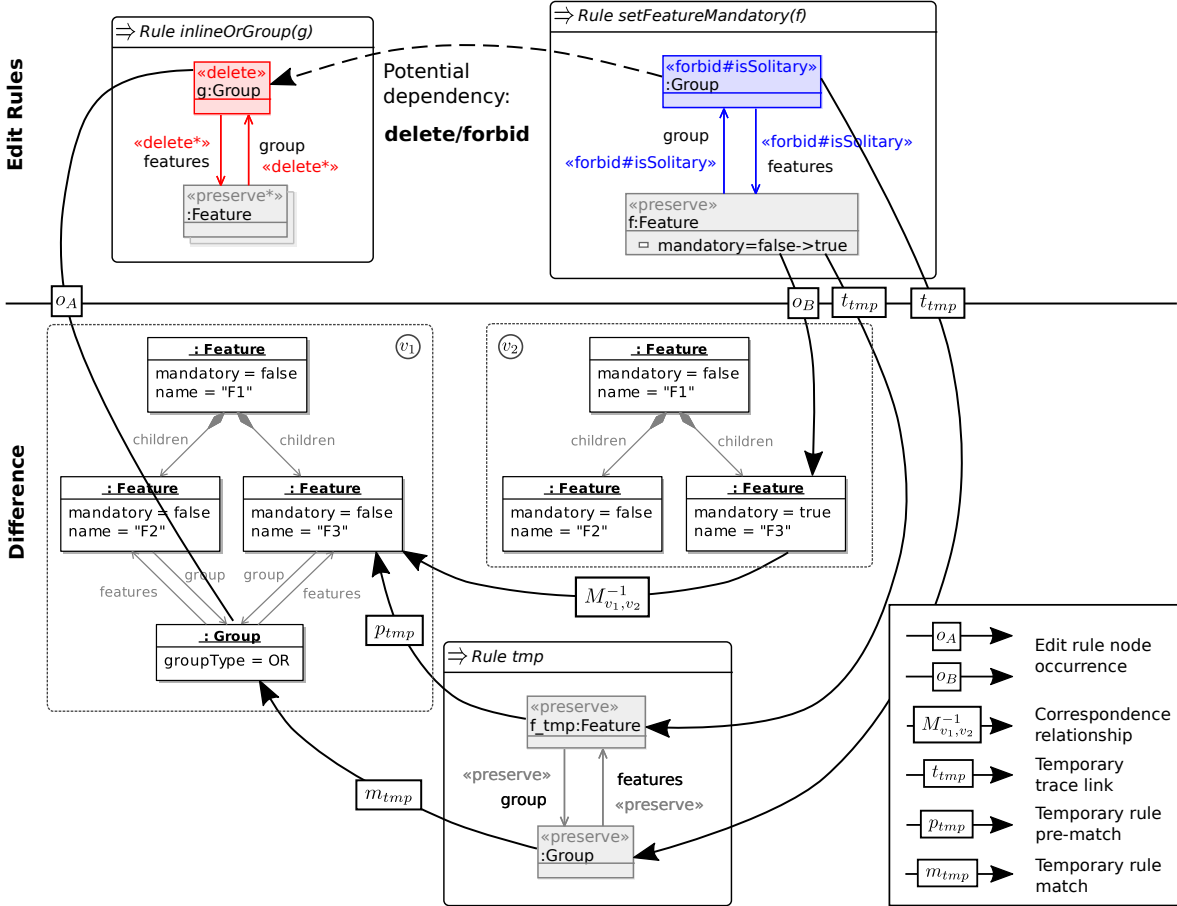 Edit Rules
⇒ Rule inlineOrGroup(g)
«delete»
g:Group
«delete*»
features
group
«delete*»
«preserve*»
:Feature
Potential
dependency:
delete/forbid
⇒ Rule setFeatureMandatory(f)
«forbid#isSolitary»
:Group
group
«forbid#isSolitary»
«forbid#isSolitary»
features
«preserve»
f:Feature
mandatory=false->true
o_A
o_B
t_tmp
t_tmp
Difference
v_1
: Feature
mandatory = false
name = "F1"
children
children
: Feature
mandatory = false
name = "F2"
: Feature
mandatory = false
name = "F3"
features
group
group
features
: Group
groupType = OR
v_2
: Feature
mandatory = false
name = "F1"
children
children
: Feature
mandatory = false
name = "F2"
: Feature
mandatory = true
name = "F3"
M^{-1}_{v_1,v_2}
p_tmp
m_tmp
⇒ Rule tmp
«preserve»
f_tmp:Feature
«preserve»
group
features
«preserve»
«preserve»
:Group
o_A
o_B
Edit rule node
occurrence
M^{-1}_{v_1,v_2}
Correspondence
relationship
t_tmp
Temporary
trace link
p_tmp
Temporary rule
pre-match
m_tmp
Temporary rule
match